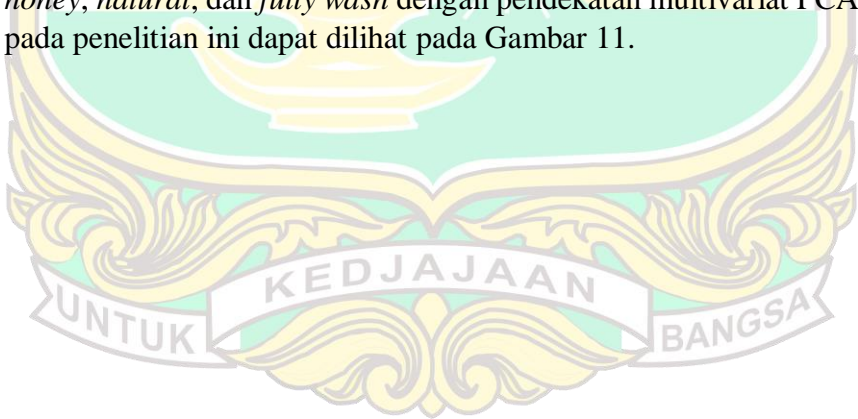 honey, natural, dan fully wash dengan pendekatan multivariat PCA
pada penelitian ini dapat dilihat pada Gambar 11.
KEDJAJAAN
UNTUK BANGSA